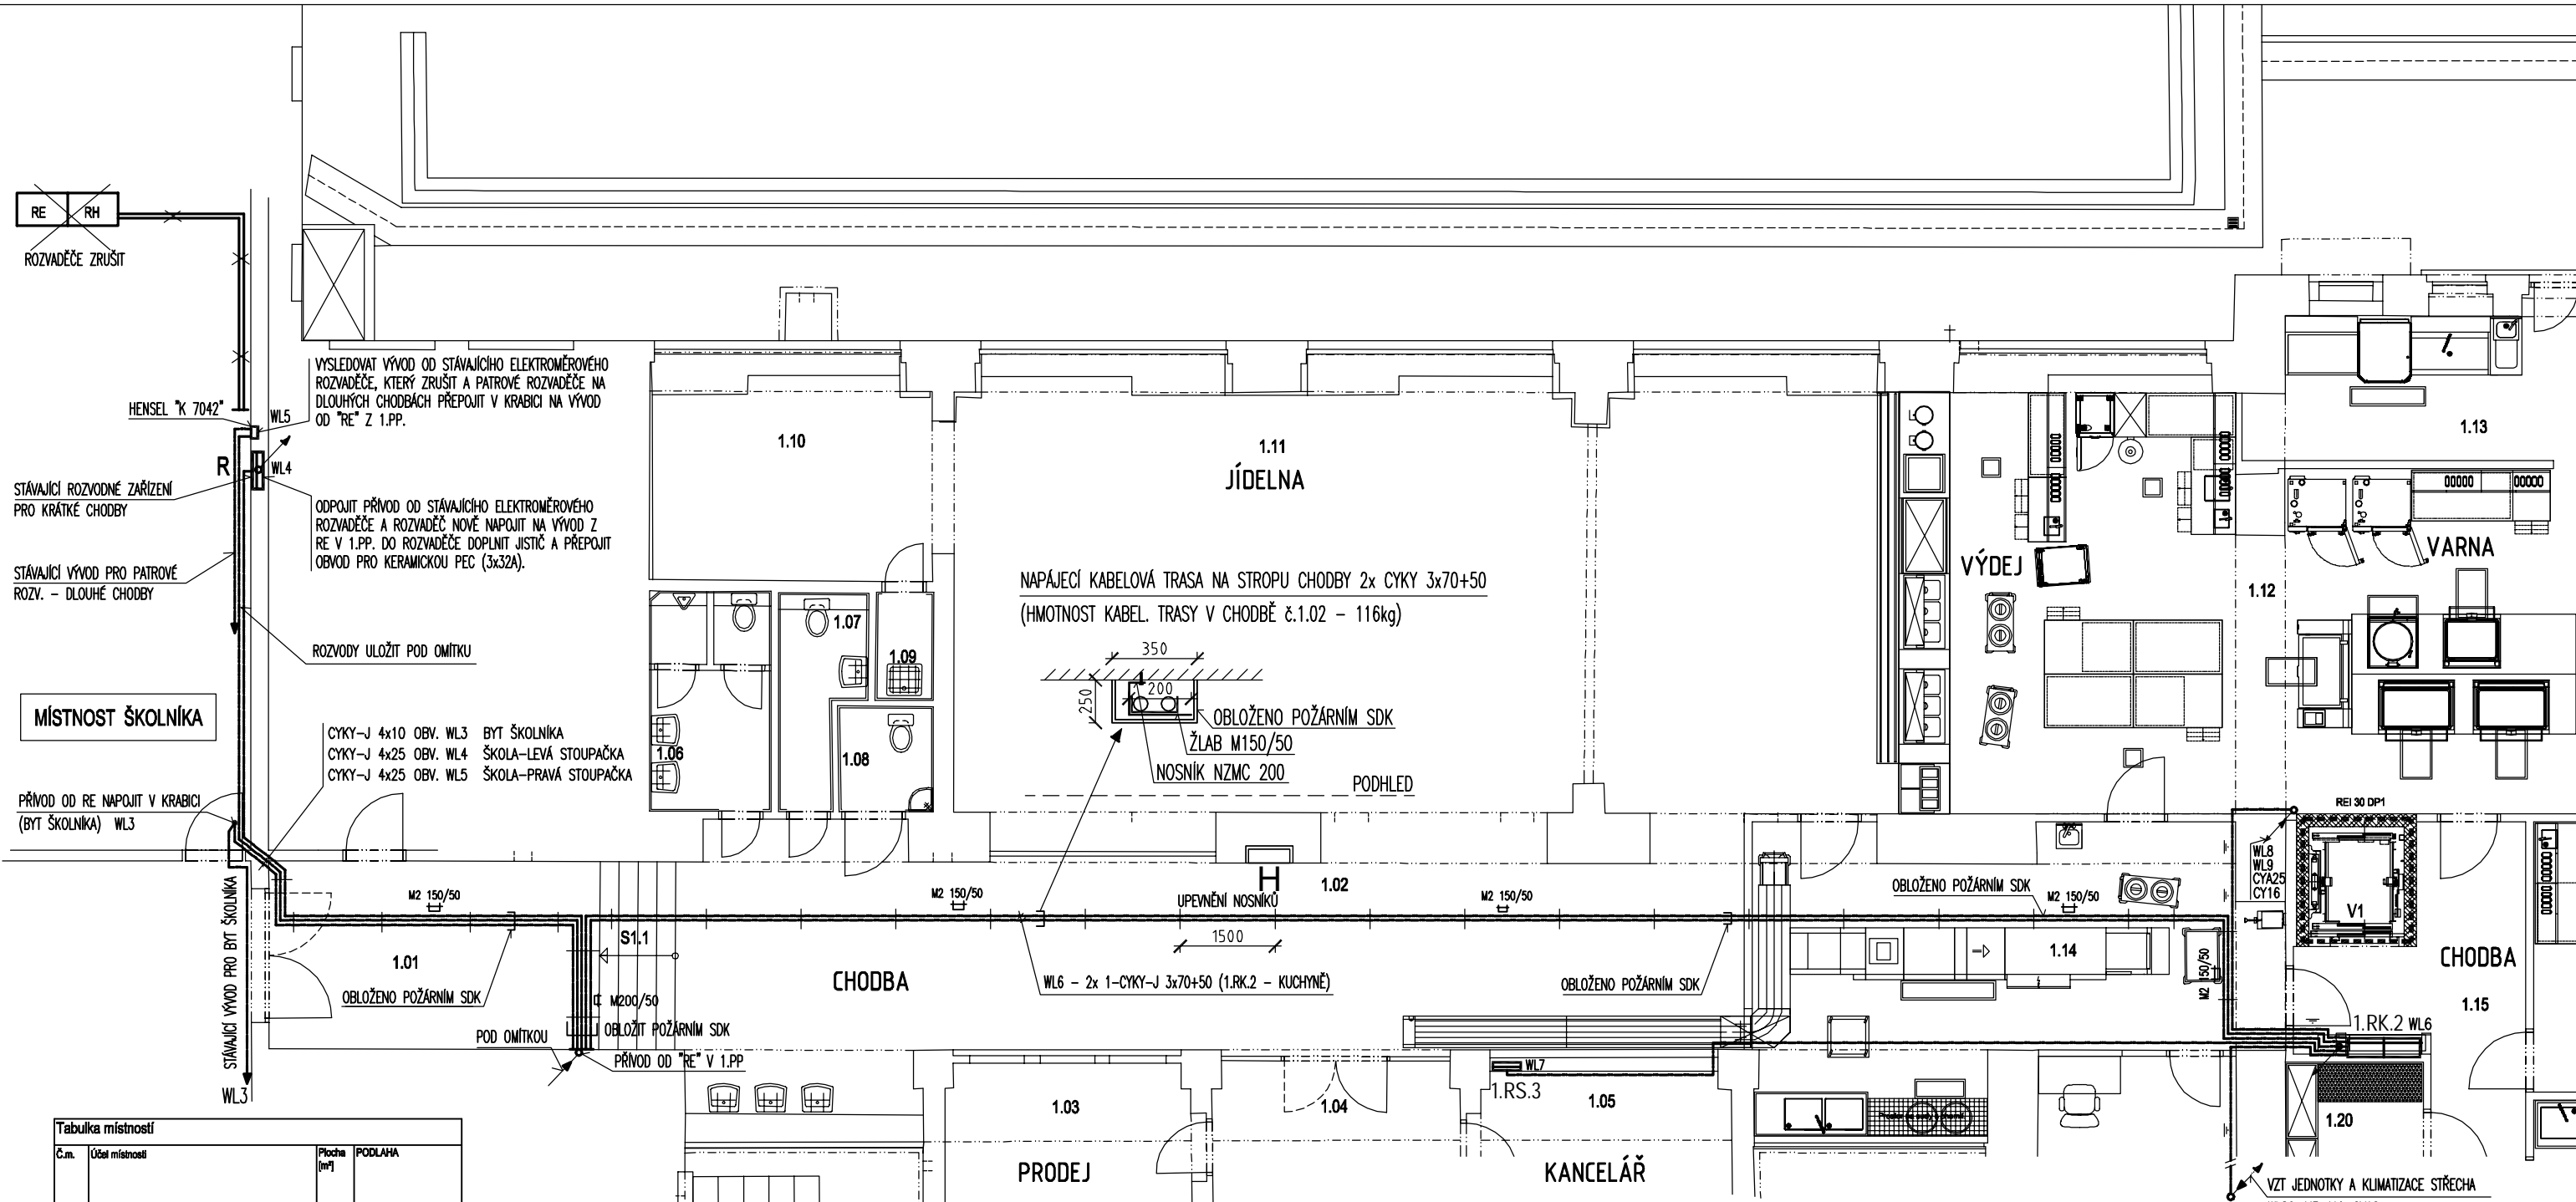 RE
RH
ROZVADĚČE ZRUŠIT
VYSLEDOVAT VÝVOD OD STÁVAJÍCÍHO ELEKTROMĚROVÉHO
ROZVADĚČE, KTERÝ ZRUŠIT A PATROVÉ ROZVADĚČE NA
DLOUHÝCH CHODBÁCH PŘEPOJIT V KRABICI NA VÝVOD
OD "RE" Z 1.PP.
HENSEL "K 7042"
WL5
R
WL4
STÁVAJÍCÍ ROZVODNÉ ZAŘÍZENÍ
PRO KRÁTKÉ CHODBY
ODPOJIT PŘÍVOD OD STÁVAJÍCÍHO ELEKTROMĚROVÉHO
ROZVADĚČE A ROZVADĚČ NOVĚ NAPOJIT NA VÝVOD Z
RE V 1.PP. DO ROZVADĚČE DOPLNIT JISTIČ A PŘEPOJIT
OBVOD PRO KERAMICKOU PEC (3x32A).
STÁVAJÍCÍ VÝVOD PRO PATROVÉ
ROZV. - DLOUHÉ CHODBY
ROZVODY ULOŽIT POD OMÍTKU
MÍSTNOST ŠKOLNÍKA
CYKY-J 4x10 OBV. WL3 BYT ŠKOLNÍKA
CYKY-J 4x25 OBV. WL4 ŠKOLA-LEVÁ STOUPAČKA
CYKY-J 4x25 OBV. WL5 ŠKOLA-PRAVÁ STOUPAČKA
PŘÍVOD OD RE NAPOJIT V KRABICI
(BYT ŠKOLNÍKA) WL3
STÁVAJÍCÍ VÝVOD PRO BYT ŠKOLNÍKA
WL3
1.10
1.11
JÍDELNA
1.07
1.09
1.06
1.08
NAPÁJECÍ KABELOVÁ TRASA NA STROPU CHODBY 2x CYKY 3x70+50
(HMOTNOST KABEL. TRASY V CHODBĚ č.1.02 - 116kg)
350
200
250
OBLOŽENO POŽÁRNÍM SDK
ŽLAB M150/50
NOSNÍK NZMC 200
PODHLED
VÝDEJ
1.13
VARNA
1.12
REI 30 DP1
WL8
WL9
CYA25
CY16
V1
CHODBA
1.15
M2 150/50
M2 150/50
H
1.02
UPEVNĚNÍ NOSNÍKŮ
M2 150/50
OBLOŽENO POŽÁRNÍM SDK
M2 150/50
1500
S1.1
1.01
CHODBA
OBLOŽENO POŽÁRNÍM SDK
M200/50
WL6 - 2x 1-CYKY-J 3x70+50 (1.RK.2 - KUCHYNĚ)
OBLOŽENO POŽÁRNÍM SDK
1.14
M2 150/50
POD OMÍTKOU
OBLOŽIT POŽÁRNÍM SDK
PŘÍVOD OD "RE" V 1.PP
1.RK.2 WL6
WL7
1.RS.3
1.03
1.04
1.05
1.20
PRODEJ
KANCELÁŘ
VZT JEDNOTKY A KLIMATIZACE STŘECHA
Tabulka místností
Č.m. Účel místnosti Plocha PODLAHA
[m²]